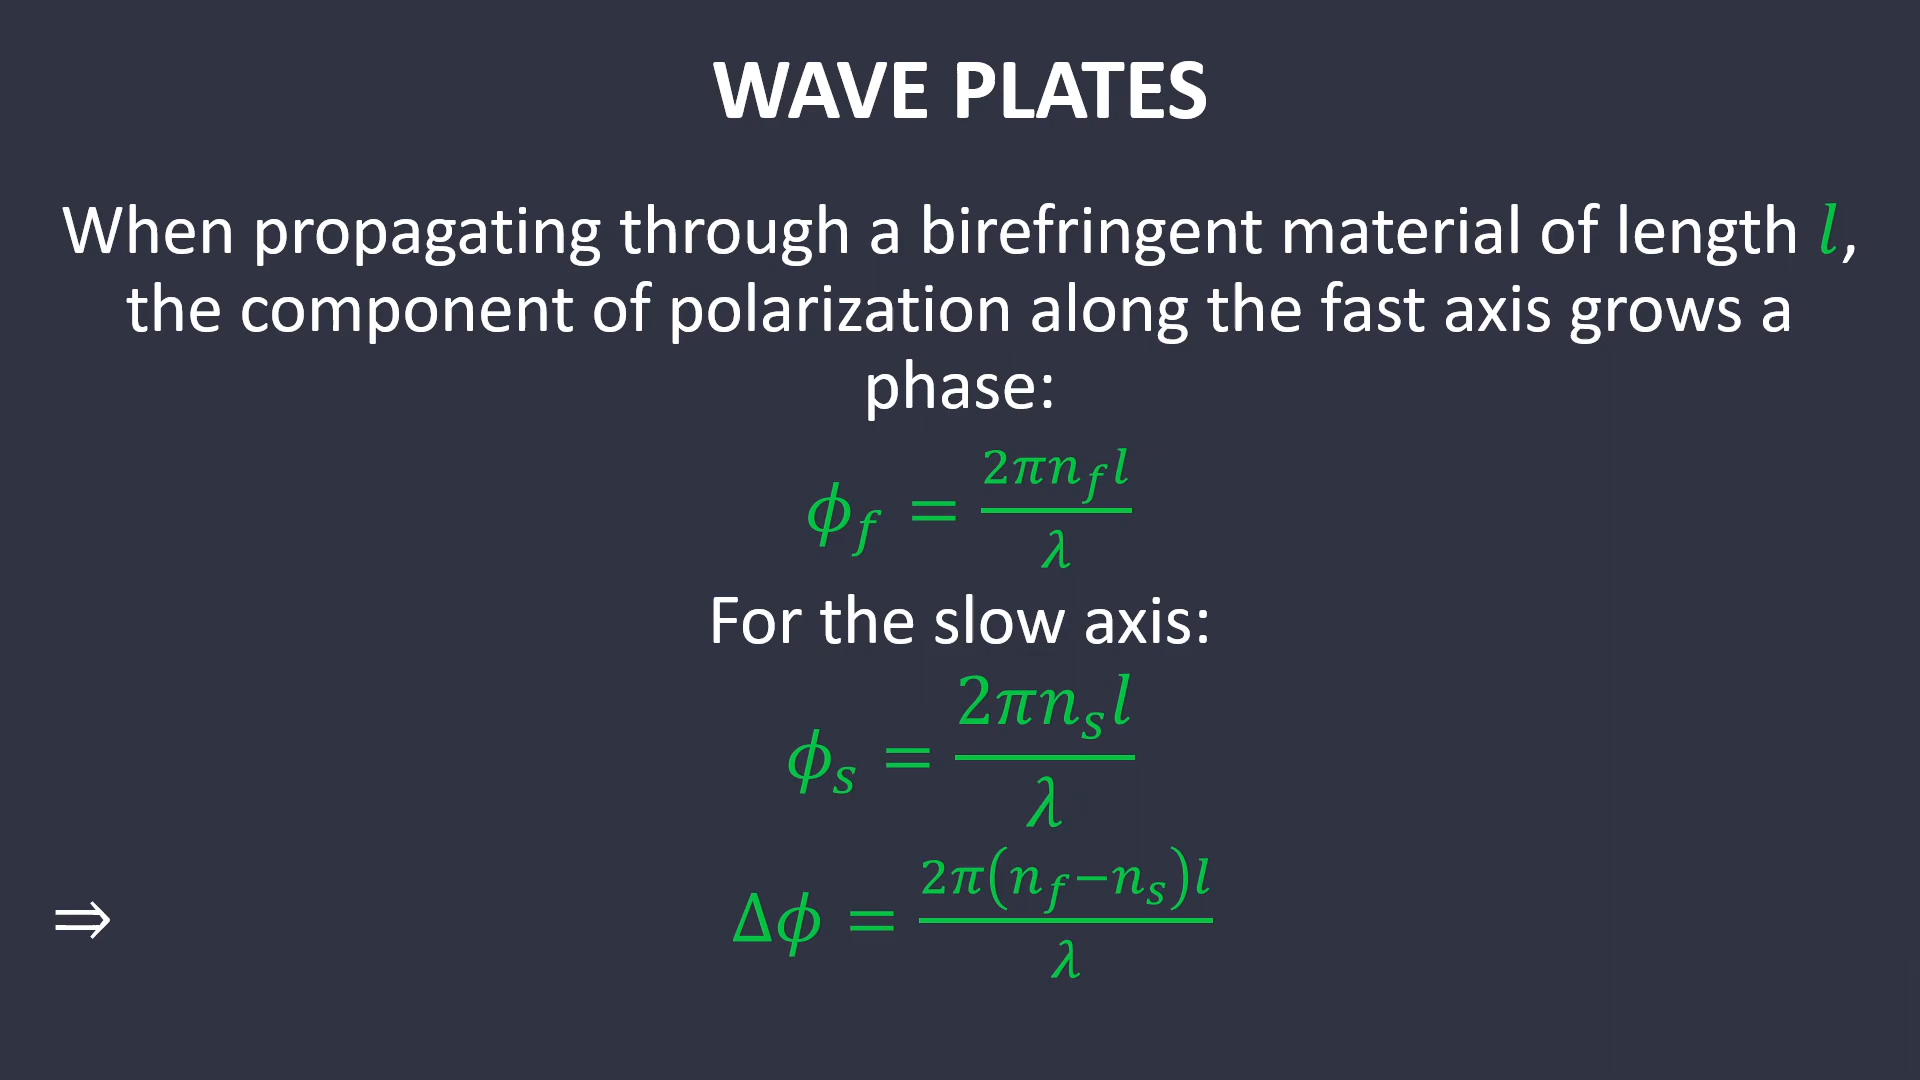 WAVE PLATES
When propagating through a birefringent material of length 𝑙,
the component of polarization along the fast axis grows a
phase:
𝜙_𝑓 = 2𝜋𝑛_𝑓 𝑙 / 𝜆
For the slow axis:
𝜙_𝑠 = 2𝜋𝑛_𝑠 𝑙 / 𝜆
⇒ Δ𝜙 = 2𝜋(𝑛_𝑓−𝑛_𝑠)𝑙 / 𝜆